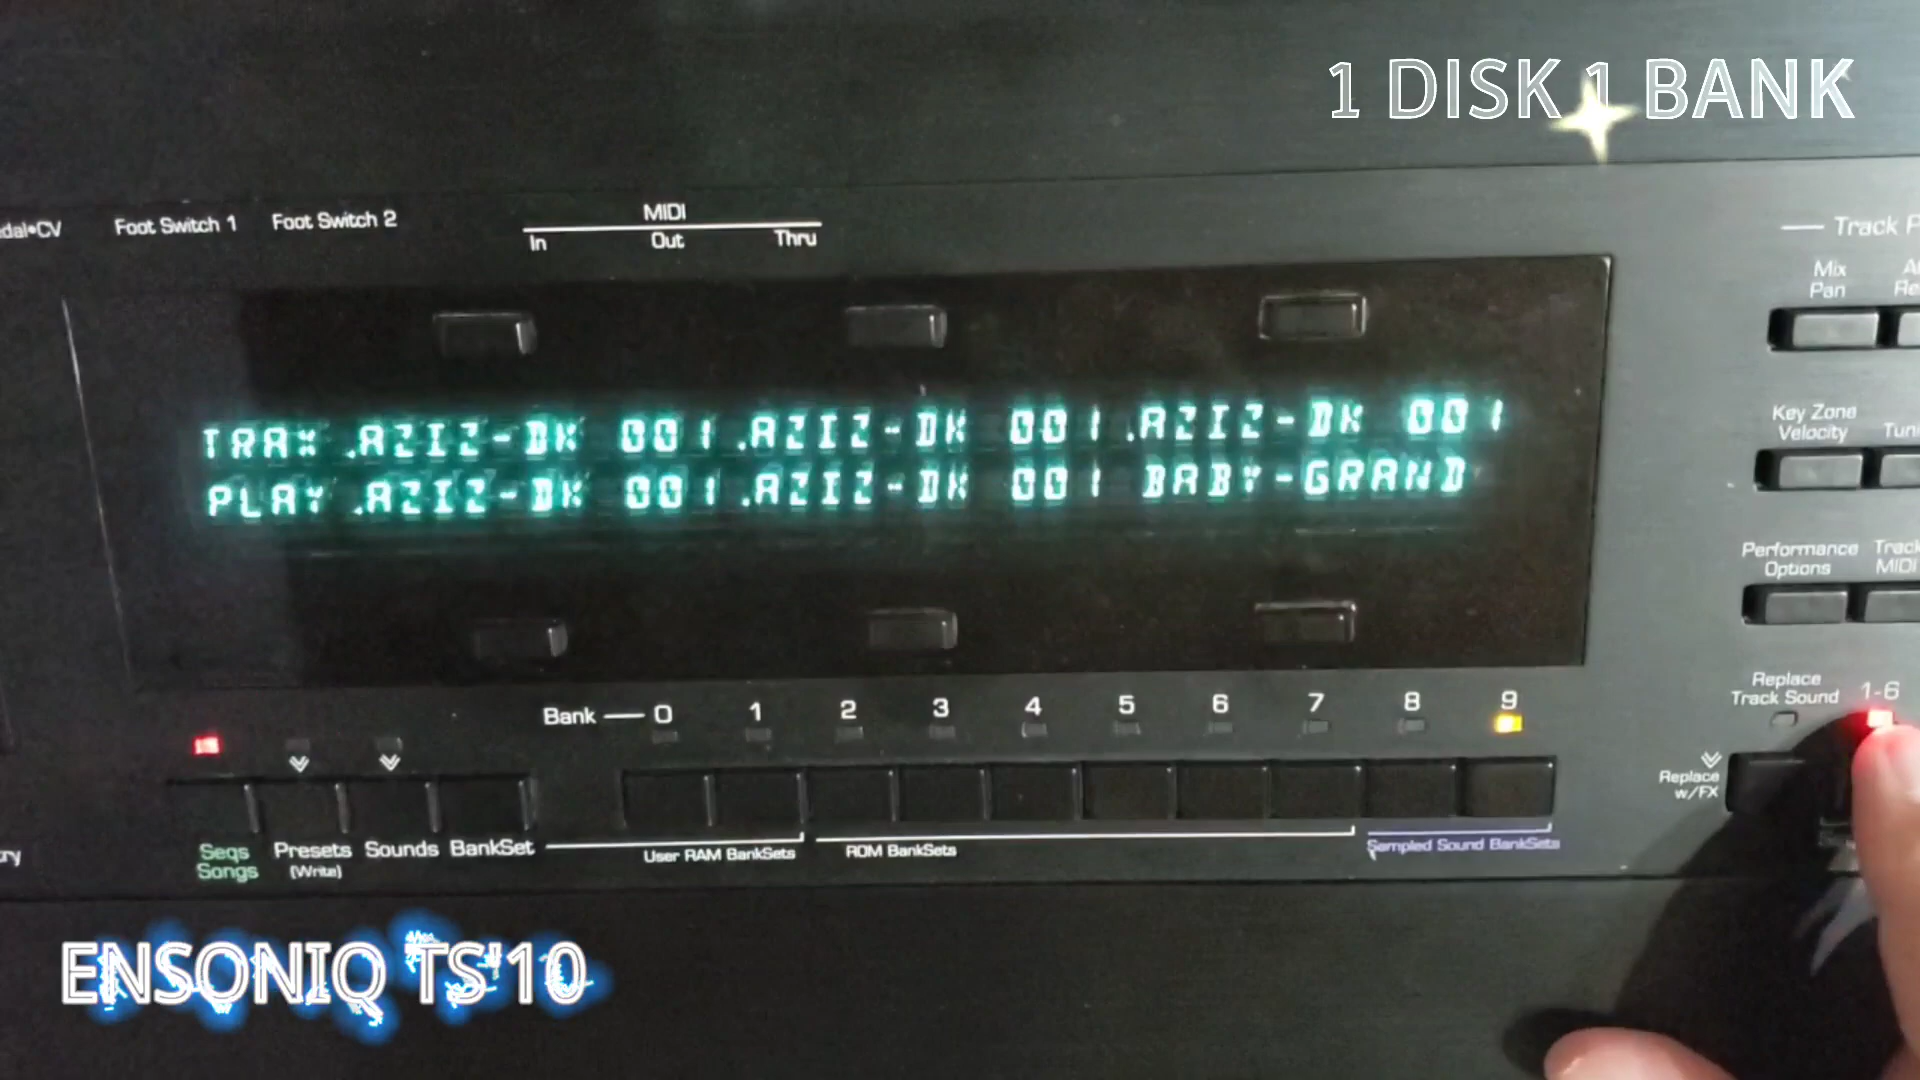 1 DISK 1 BANK
dal•CV Foot Switch 1 Foot Switch 2
MIDI
In Out Thru
Track P
Mix
Pan
TRAX .AZIZ-DK 001.AZIZ-DK 001.AZIZ-DK 001
PLAY .AZIZ-DK 001.AZIZ-DK 001 BABY-GRAND
Key Zone
Velocity
Tuni
Performance
Options
Track
MIDI
Replace
Track Sound
1-6
Bank 0 1 2 3 4 5 6 7 8 9
Replace
w/FX
Seqs
Songs
Presets
(Write)
Sounds
BankSet
User RAM BankSets
ROM BankSets
Sampled Sound BankSets
ry
ENSONIQ TS'10